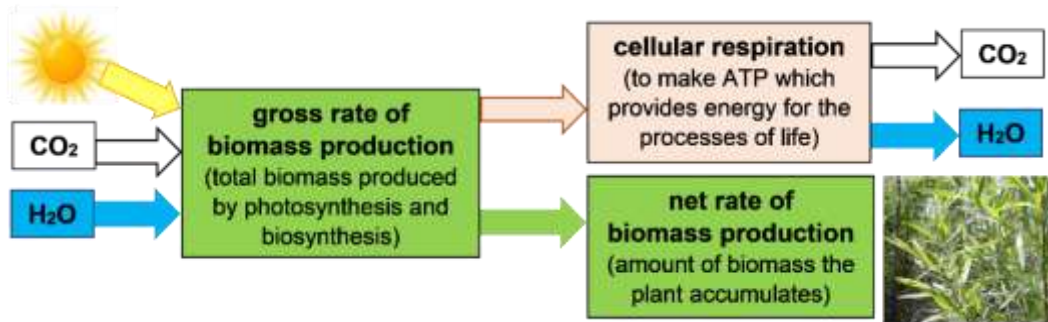 CO₂
H₂O
gross rate of
biomass production
(total biomass produced
by photosynthesis and
biosynthesis)
cellular respiration
(to make ATP which
provides energy for the
processes of life)
CO₂
H₂O
net rate of
biomass production
(amount of biomass the
plant accumulates)